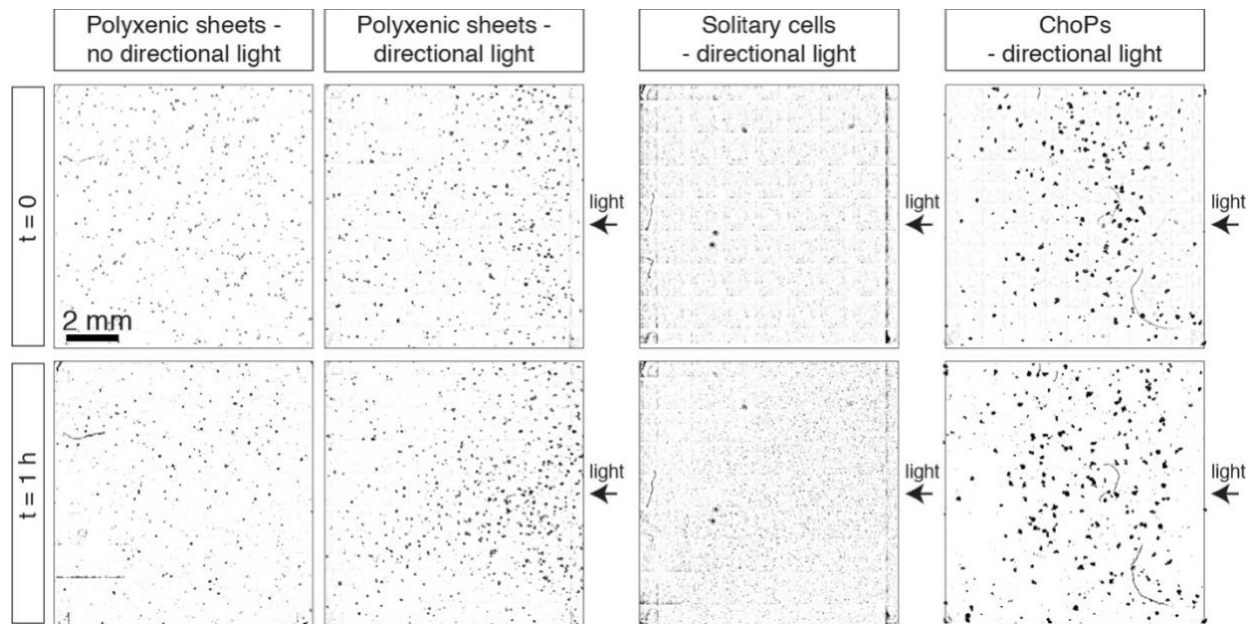 Polyxenic sheets -
no directional light
Polyxenic sheets -
directional light
Solitary cells
- directional light
ChoPs
- directional light
t = 0
2 mm
light
light
light
t = 1 h
light
light
light